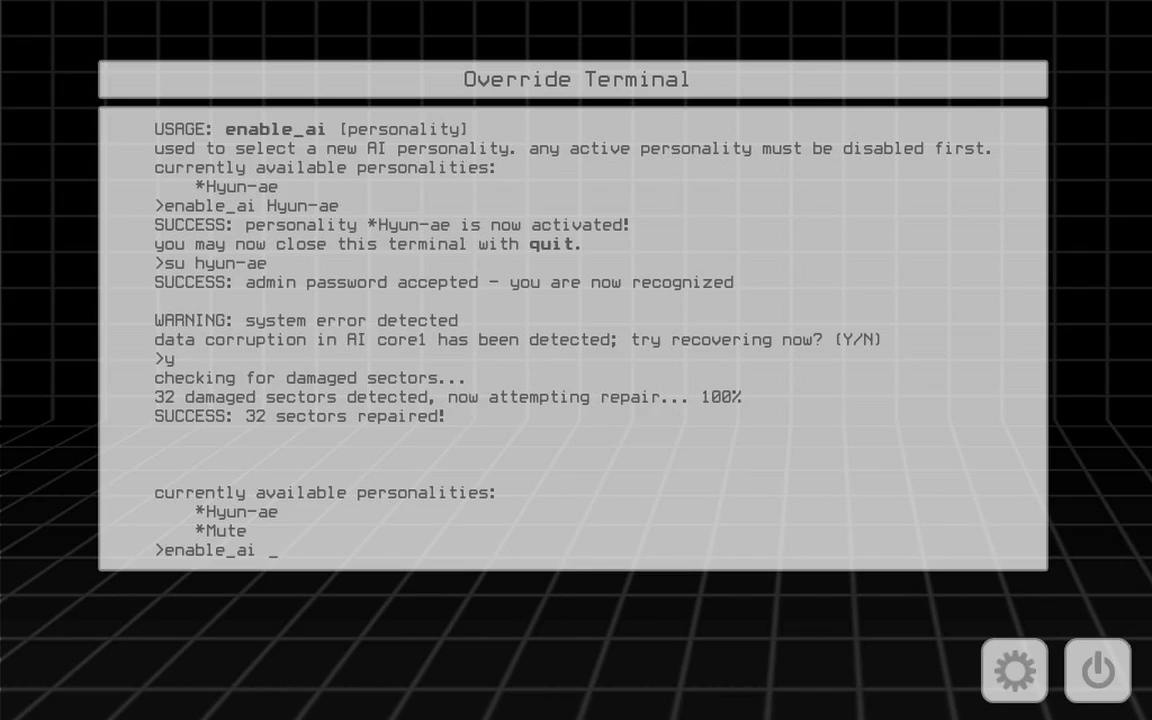 Override Terminal
USAGE: enable_ai [personality]
used to select a new AI personality. any active personality must be disabled first.
currently available personalities:
*Hyun-ae
>enable_ai Hyun-ae
SUCCESS: personality *Hyun-ae is now activated!
you may now close this terminal with quit.
>su hyun-ae
SUCCESS: admin password accepted - you are now recognized
WARNING: system error detected
data corruption in AI core1 has been detected; try recovering now? (Y/N)
>y
checking for damaged sectors...
32 damaged sectors detected, now attempting repair... 100%
SUCCESS: 32 sectors repaired!
currently available personalities:
*Hyun-ae
*Mute
>enable_ai _